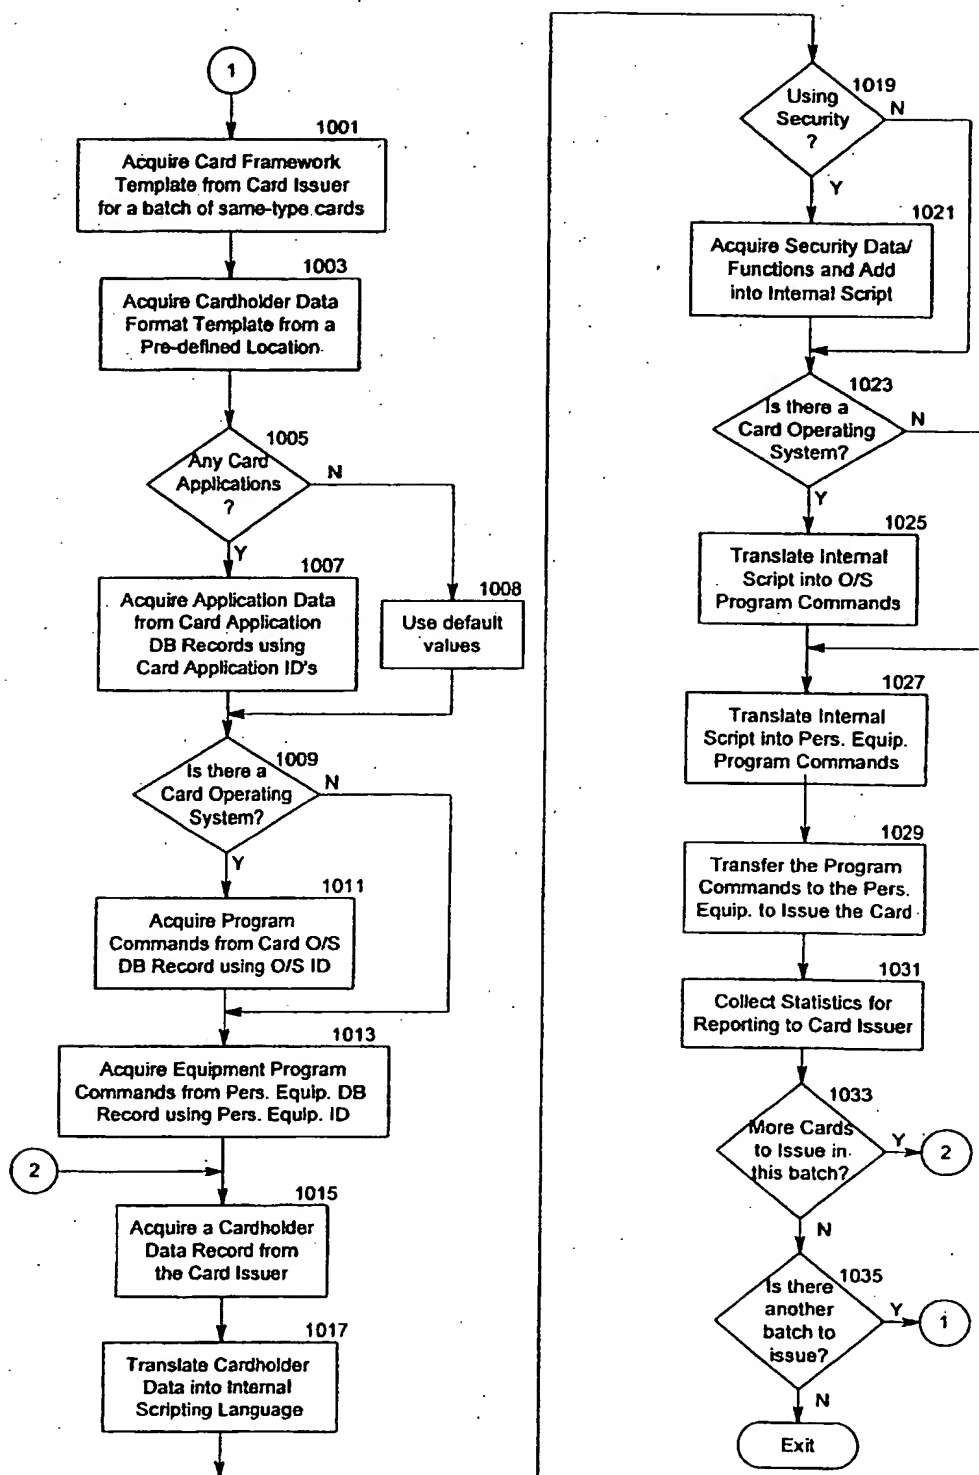 1
1001
Acquire Card Framework
Template from Card Issuer
for a batch of same-type cards
1003
Acquire Cardholder Data
Format Template from a
Pre-defined Location
1005
Any Card
Applications
?
N
Y
1007
Acquire Application Data
from Card Application
DB Records using
Card Application ID's
1008
Use default
values
1009
Is there a
Card Operating
System?
N
Y
1011
Acquire Program
Commands from Card O/S
DB Record using O/S ID
1013
Acquire Equipment Program
Commands from Pers. Equip. DB
Record using Pers. Equip. ID
2
1015
Acquire a Cardholder
Data Record from
the Card Issuer
1017
Translate Cardholder
Data into Internal
Scripting Language
1019
Using
Security
?
N
Y
1021
Acquire Security Data/
Functions and Add
into Internal Script
1023
Is there a
Card Operating
System?
N
Y
1025
Translate Internal
Script into O/S
Program Commands
1027
Translate Internal
Script into Pers. Equip.
Program Commands
1029
Transfer the Program
Commands to the Pers.
Equip. to Issue the Card
1031
Collect Statistics for
Reporting to Card Issuer
1033
More Cards
to Issue in
this batch?
Y
2
N
1035
Is there
another
batch to
issue?
Y
1
N
Exit